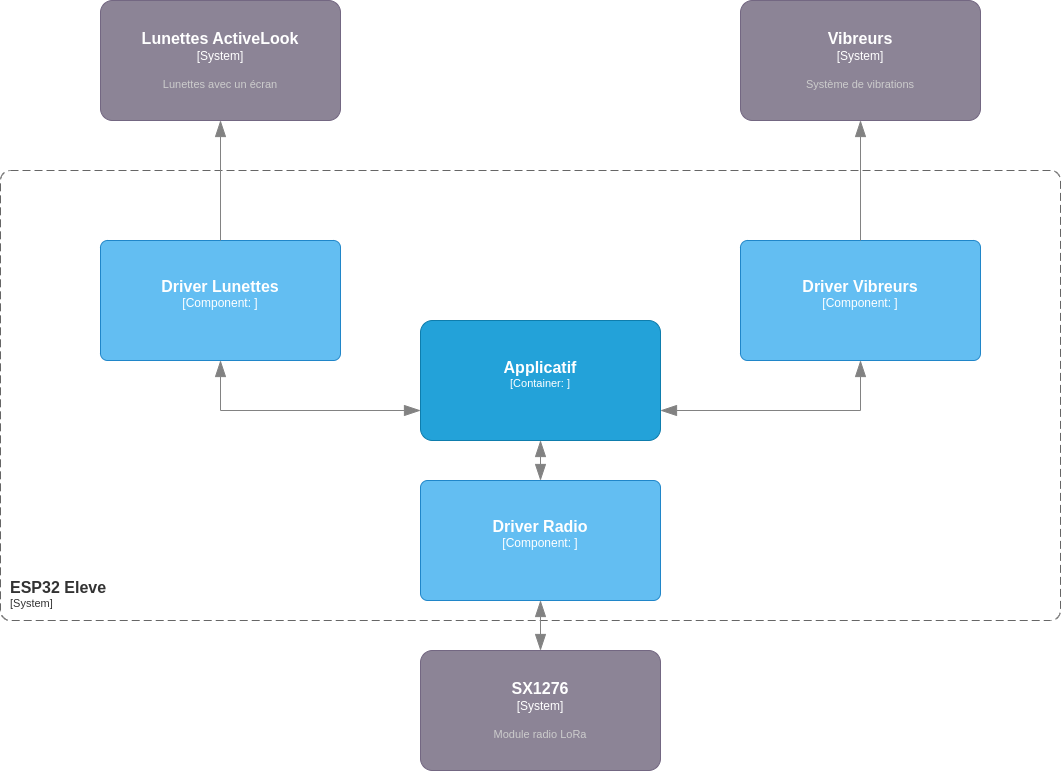 Lunettes ActiveLook
[System]
Lunettes avec un écran
Vibreurs
[System]
Système de vibrations
Driver Lunettes
[Component: ]
Driver Vibreurs
[Component: ]
Applicatif
[Container: ]
Driver Radio
[Component: ]
ESP32 Eleve
[System]
SX1276
[System]
Module radio LoRa